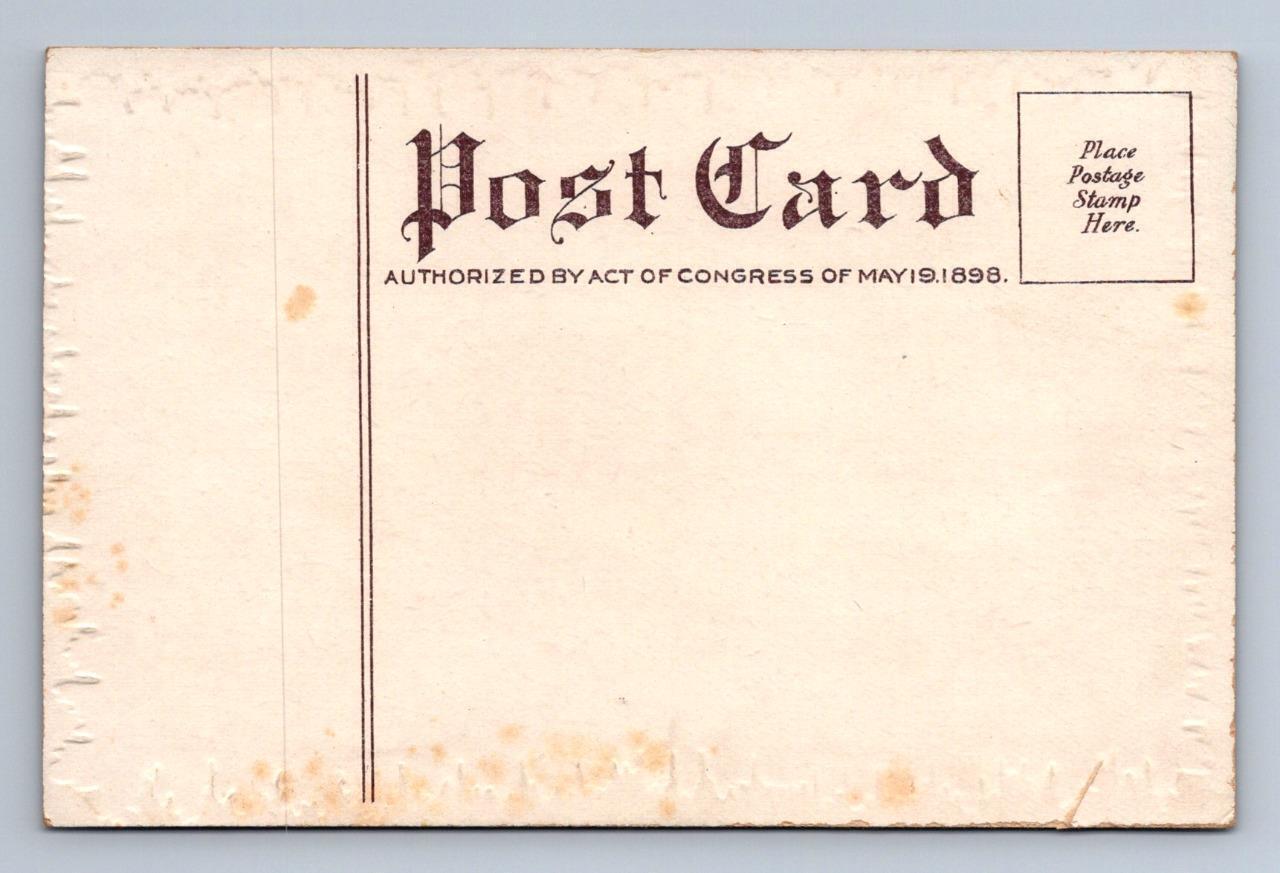 Post Card
AUTHORIZED BY ACT OF CONGRESS OF MAY 19. 1898.
Place
Postage
Stamp
Here.